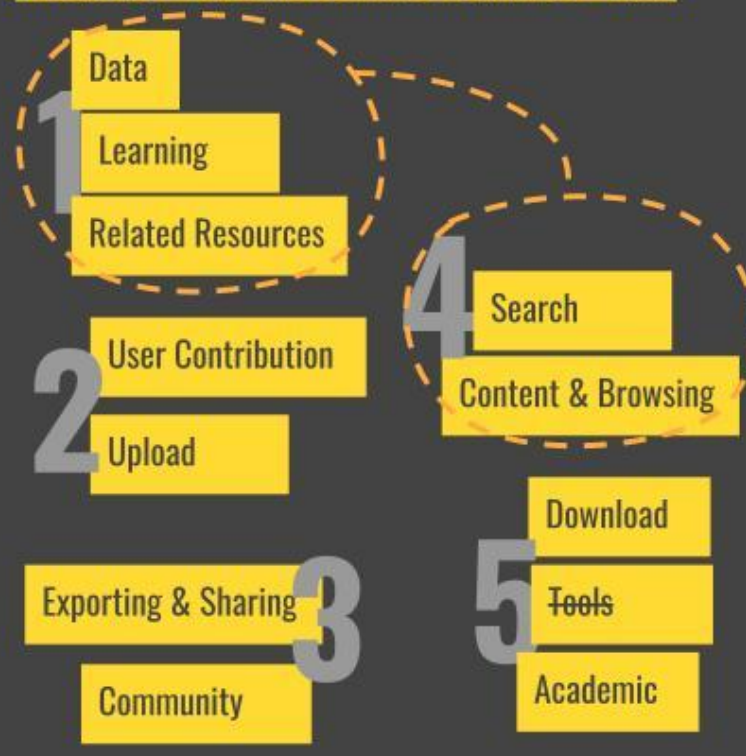 1
Data
Learning
Related Resources
2
User Contribution
Upload
3
Exporting & Sharing
Community
4
Search
Content & Browsing
5
Download
Tools
Academic